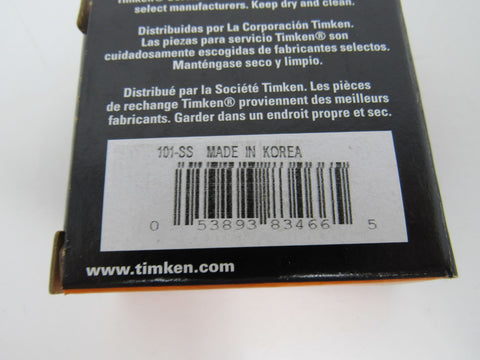 select manufacturers. Keep dry and clean.
Distribuidas por La Corporación Timken.
Las piezas para servicio Timken® son
cuidadosamente escogidas de fabricantes selectos.
Manténgase seco y limpio.
Distribué par la Société Timken. Les pièces
de rechange Timken® proviennent des meilleurs
fabricants. Garder dans un endroit propre et sec.
101-SS MADE IN KOREA
0 53893 83466 5
www.timken.com